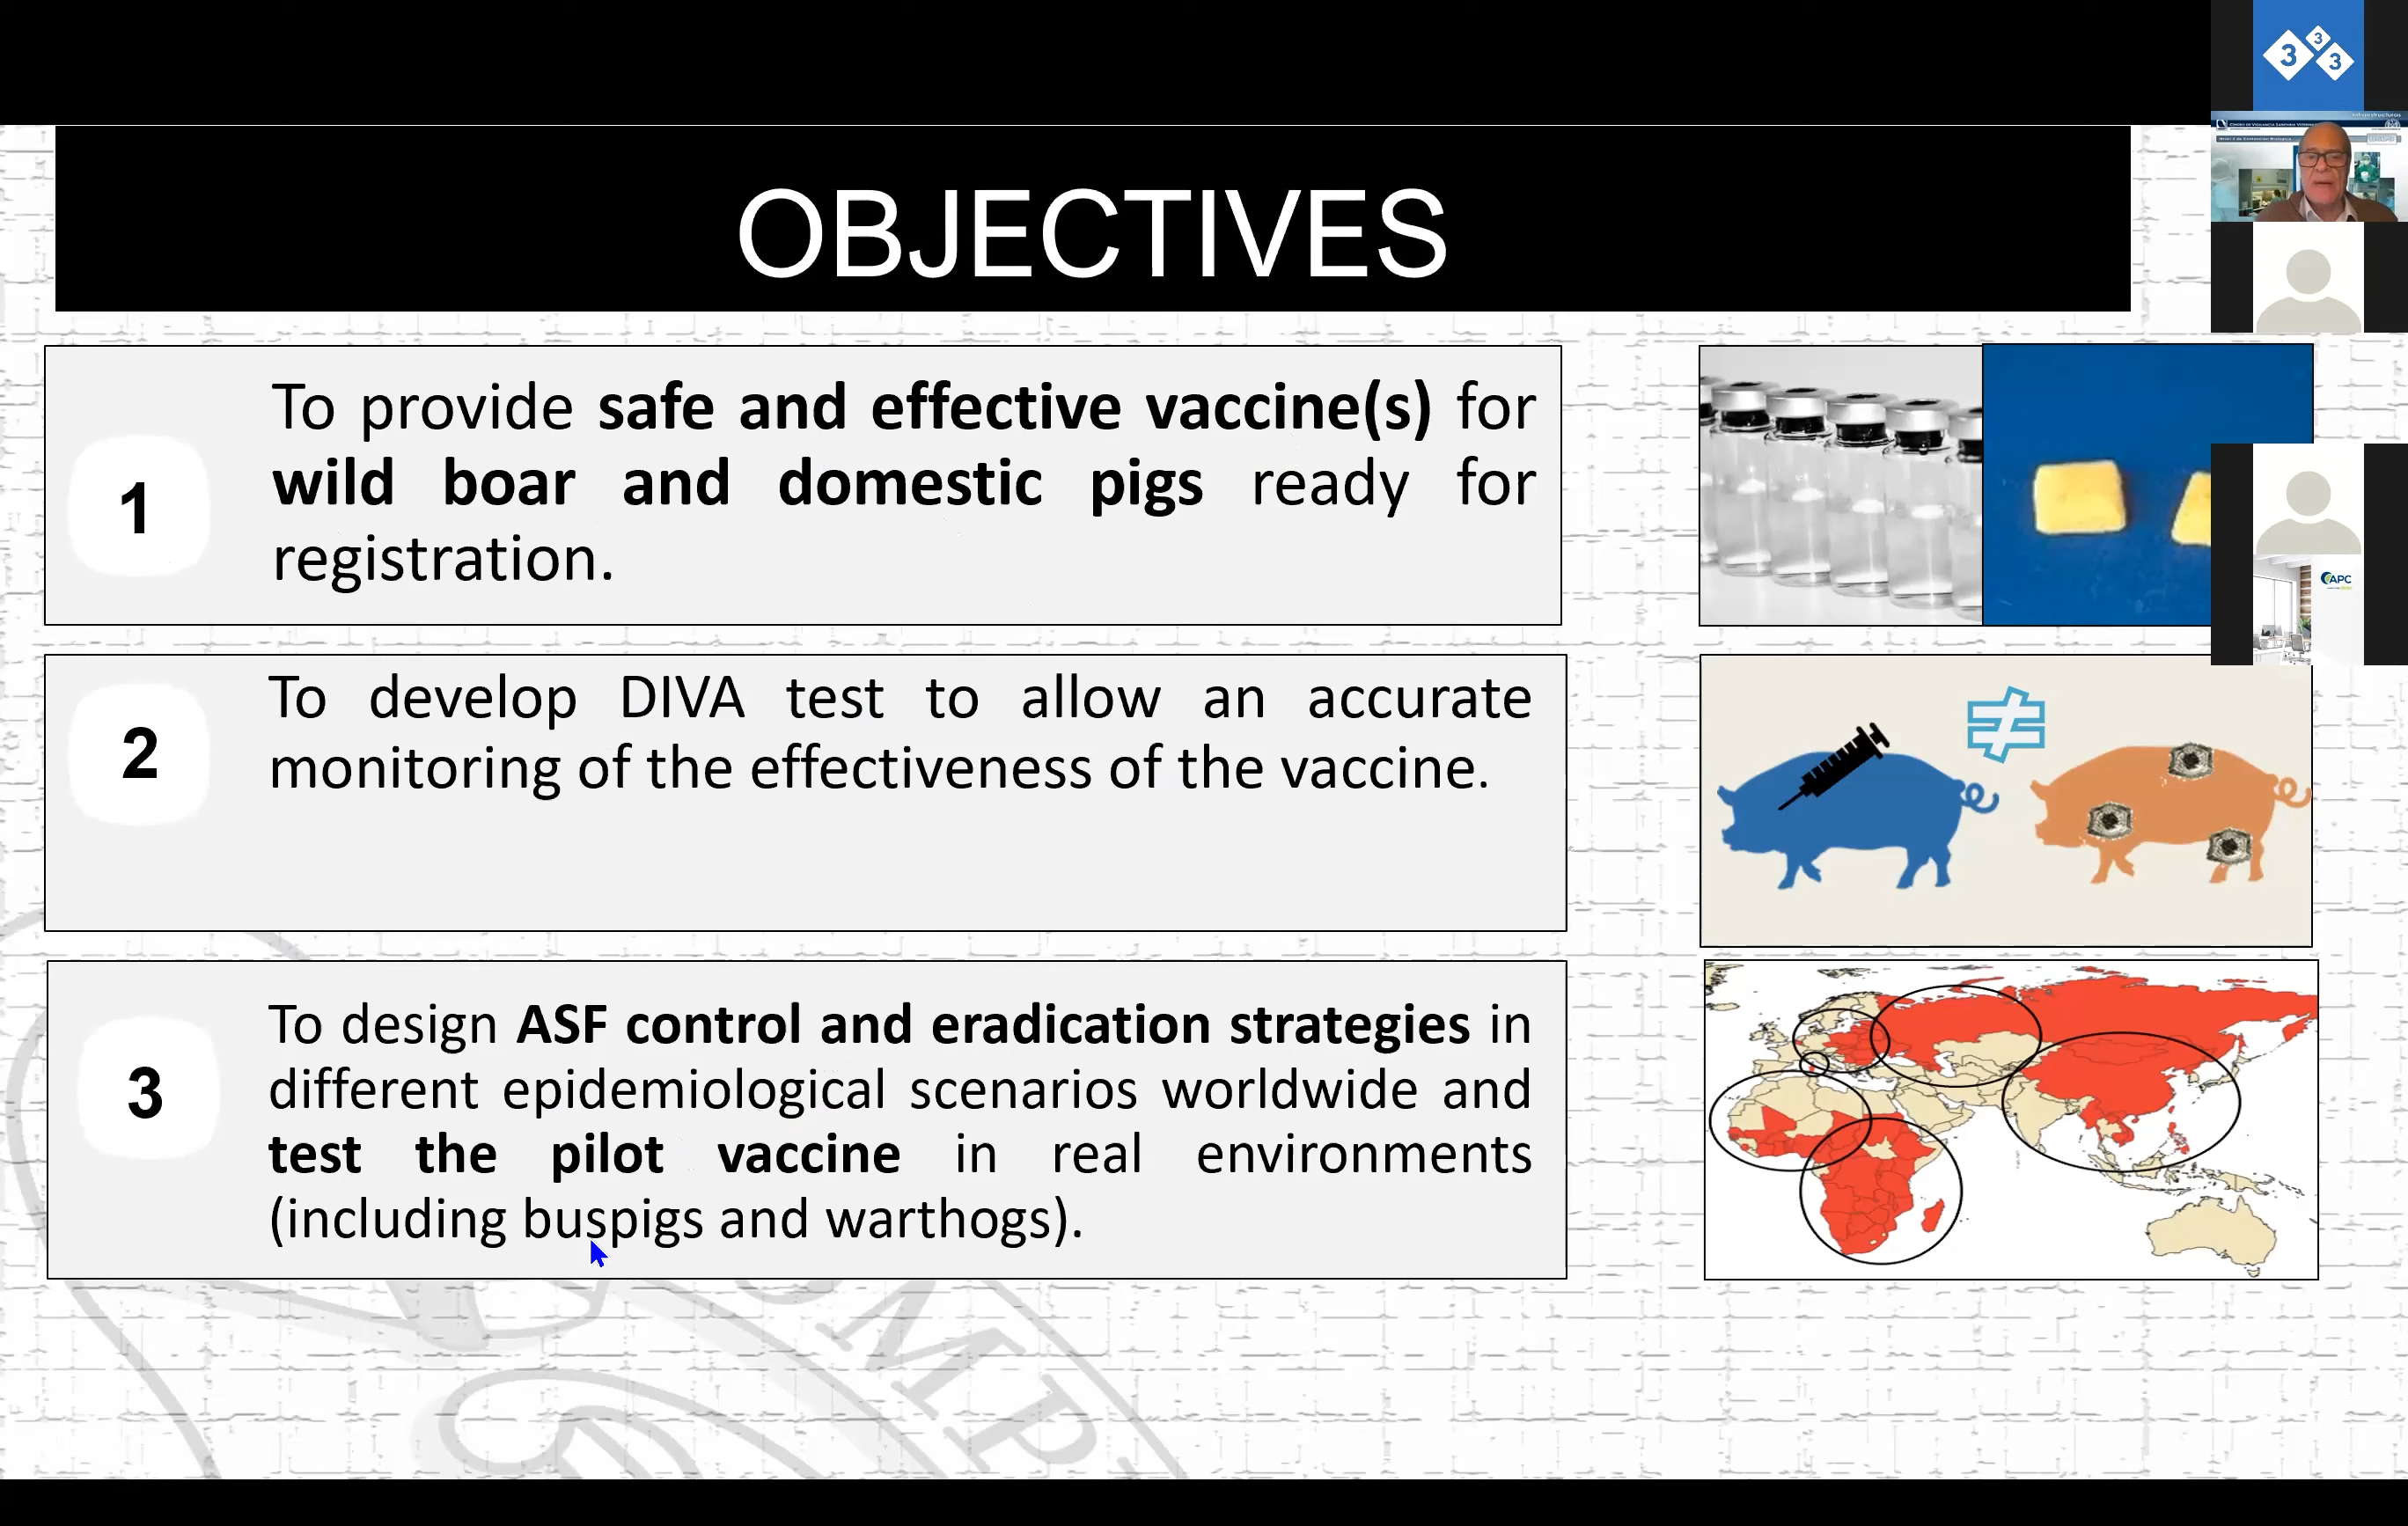 3 3 3
OBJECTIVES
1
To provide safe and effective vaccine(s) for
wild boar and domestic pigs ready for
registration.
APC
2
To develop DIVA test to allow an accurate
monitoring of the effectiveness of the vaccine.
3
To design ASF control and eradication strategies in
different epidemiological scenarios worldwide and
test the pilot vaccine in real environments
(including buspigs and warthogs).